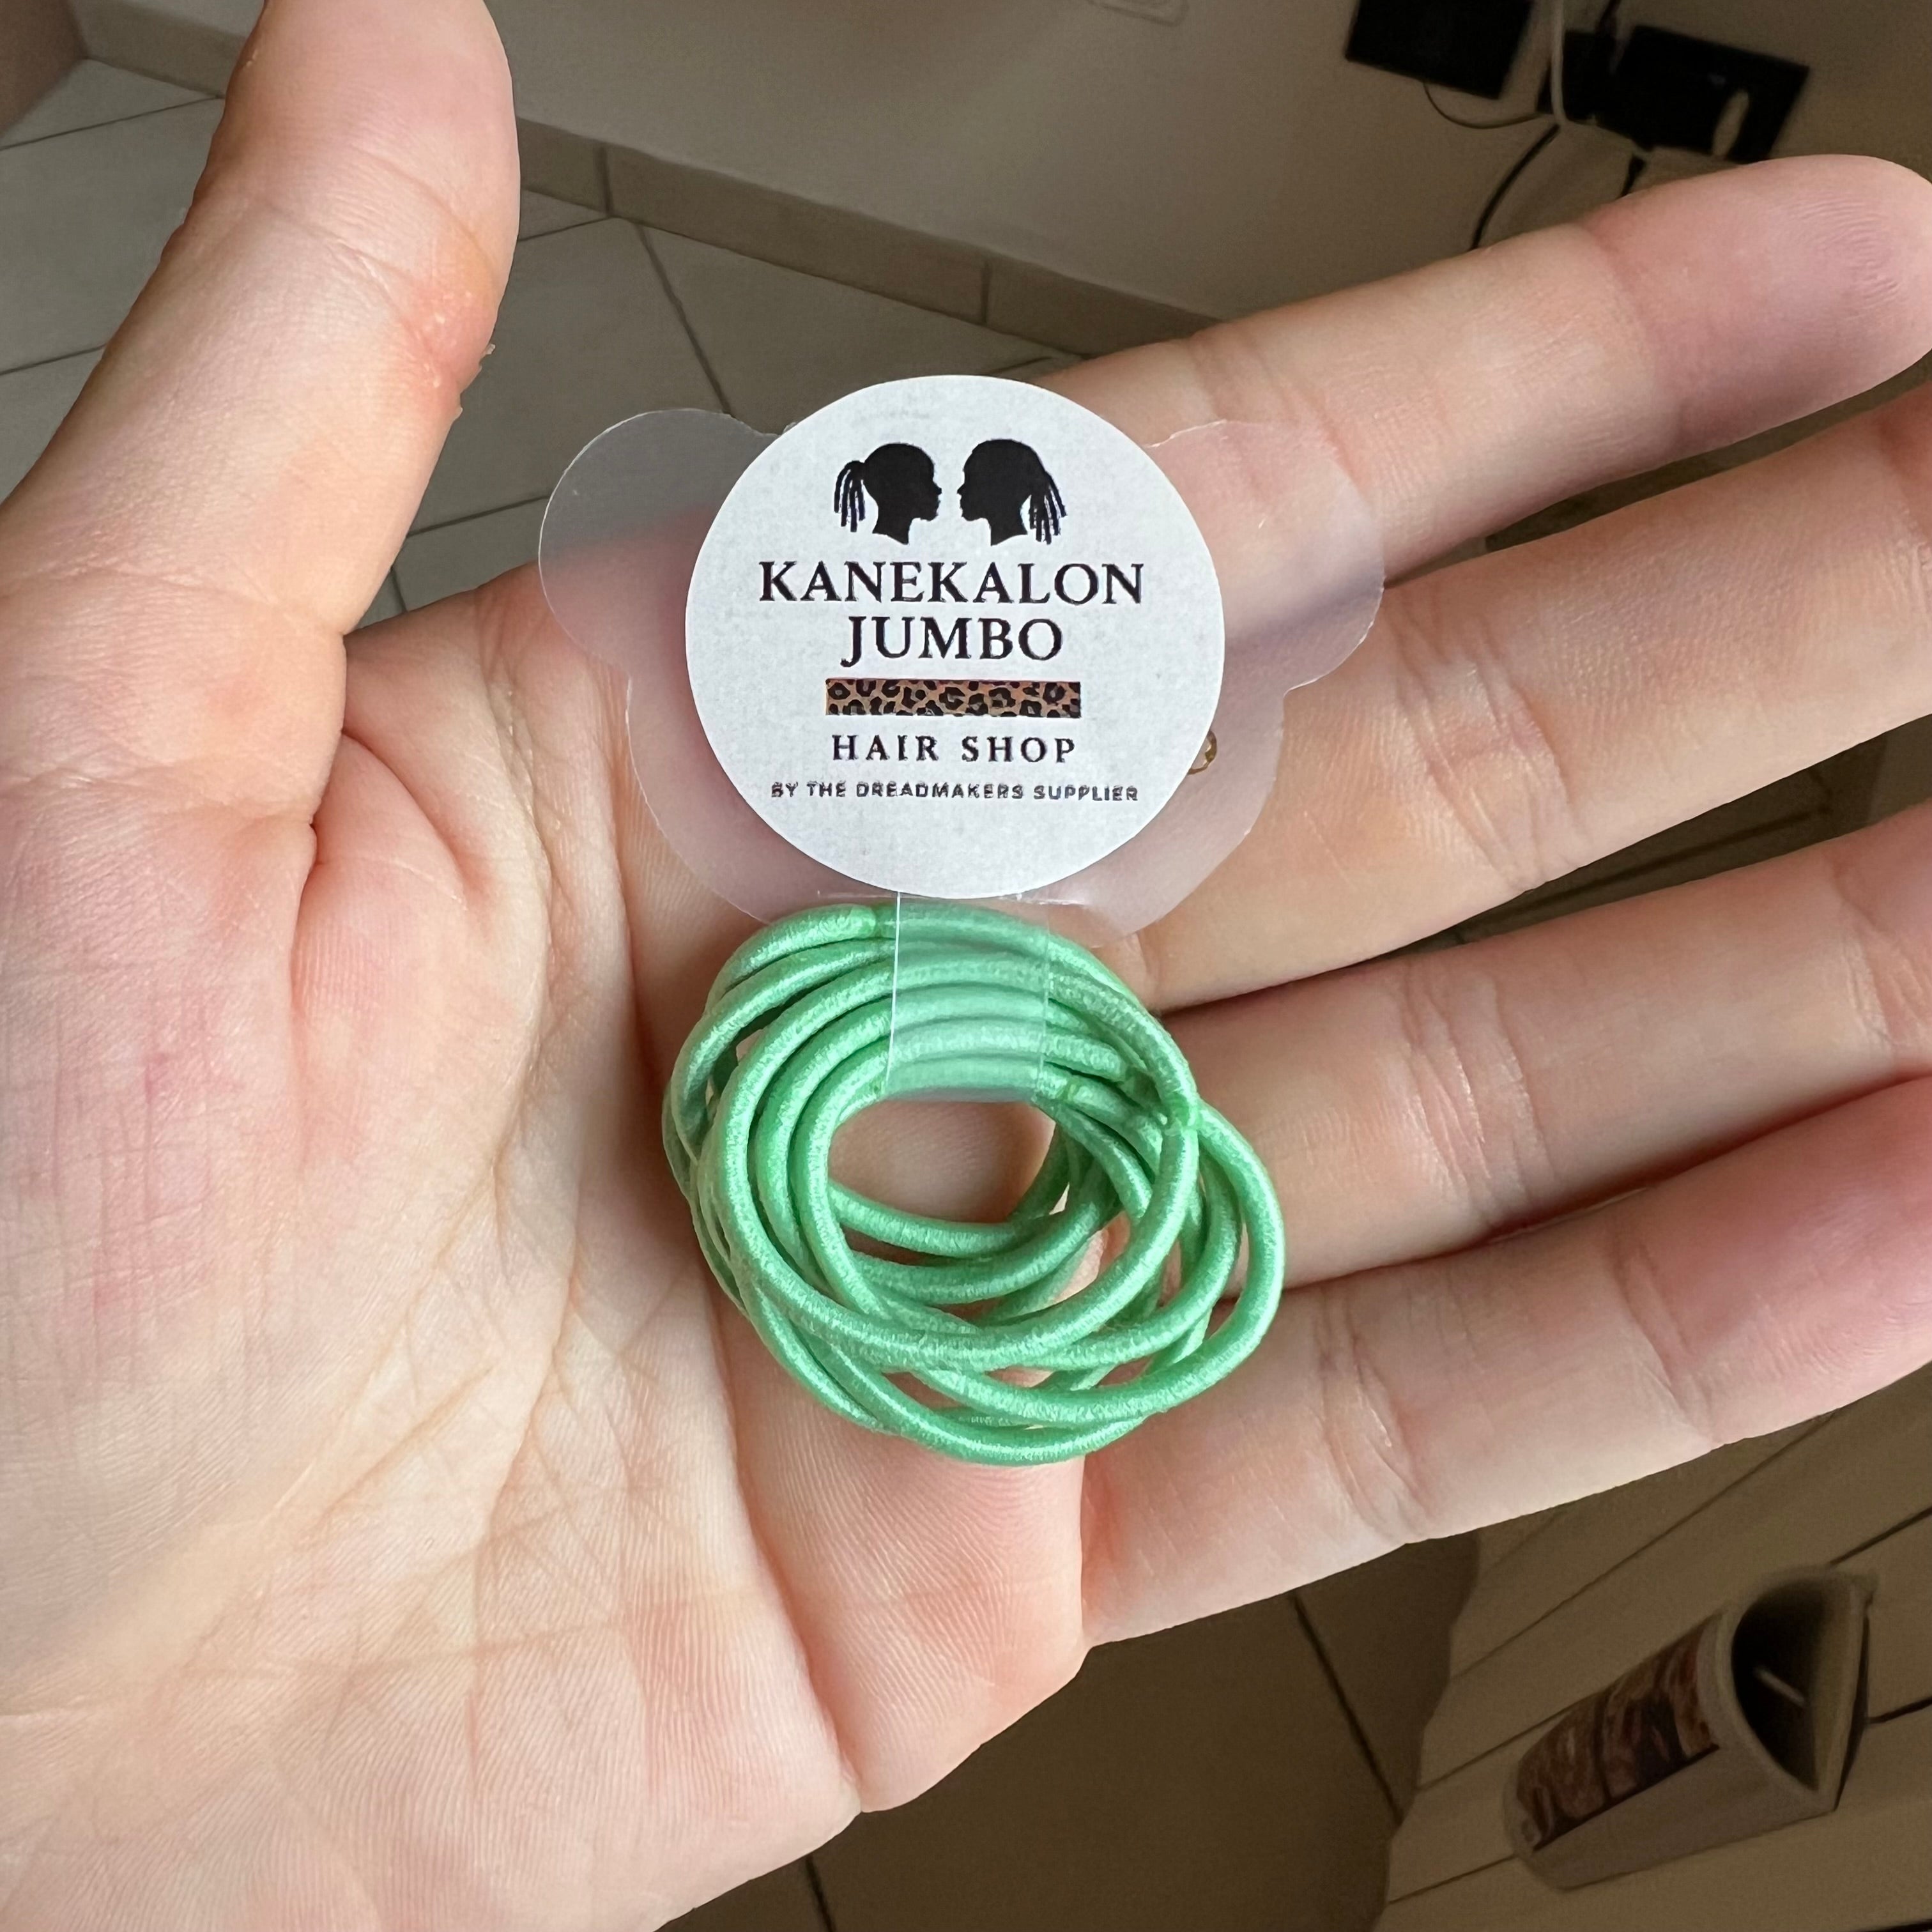 KANEKALON
JUMBO
HAIR SHOP
BY THE DREADMAKERS SUPPLIER